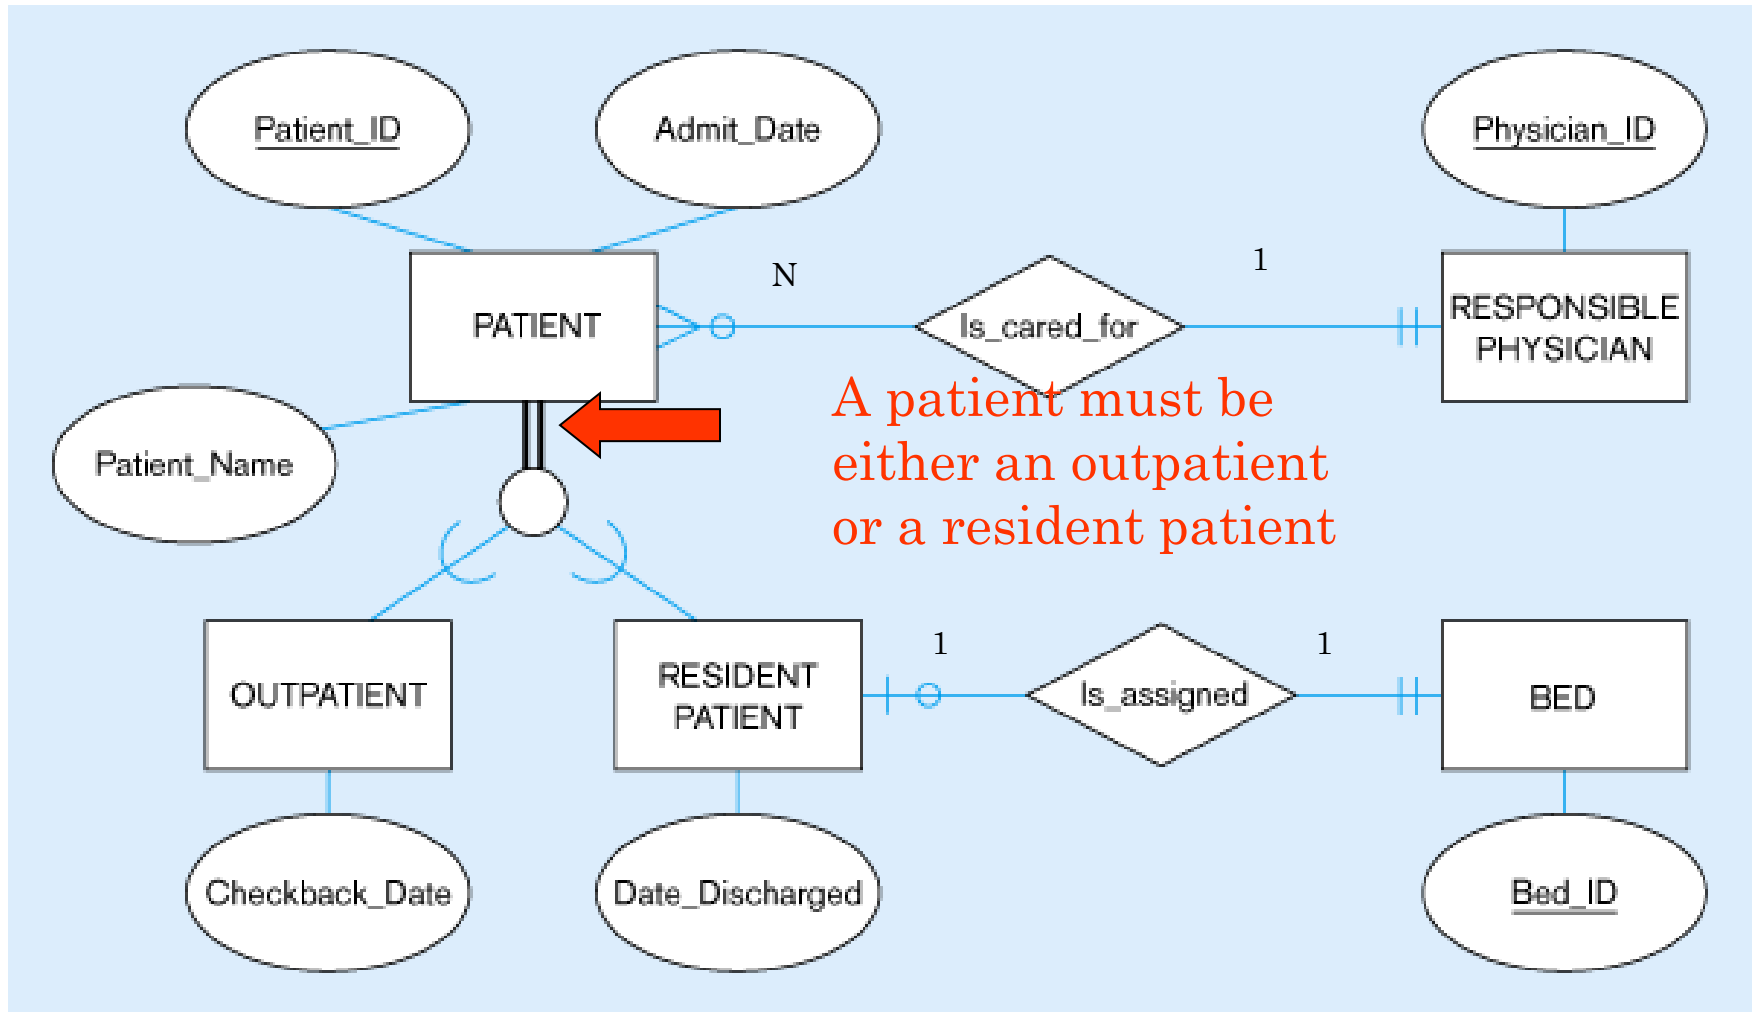 Patient_ID
Admit_Date
Physician_ID
N
1
PATIENT
Is_cared_for
RESPONSIBLE
PHYSICIAN
Patient_Name
A patient must be
either an outpatient
or a resident patient
1
1
OUTPATIENT
RESIDENT
PATIENT
Is_assigned
BED
Checkback_Date
Date_Discharged
Bed_ID